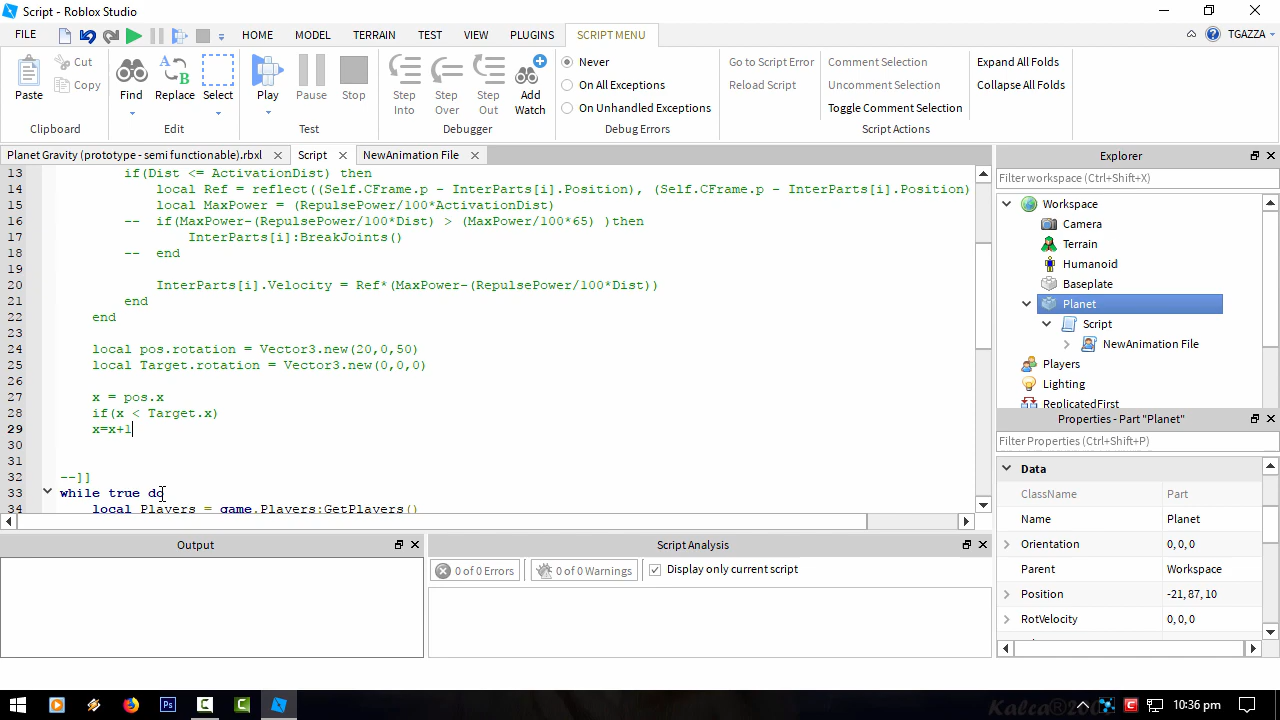 Script - Roblox Studio
FILE HOME MODEL TERRAIN TEST VIEW PLUGINS SCRIPT MENU TGAZZA
Paste Cut Copy
Find Replace Select
Play Pause Stop
Step Into Step Over Step Out Add Watch
Never
On All Exceptions
On Unhandled Exceptions
Go to Script Error
Reload Script
Comment Selection
Uncomment Selection
Toggle Comment Selection
Expand All Folds
Collapse All Folds
Clipboard Edit Test Debugger Debug Errors Script Actions
Planet Gravity (prototype - semi functionable).rbxl Script NewAnimation File
13 if(Dist <= ActivationDist) then
14 local Ref = reflect((Self.CFrame.p - InterParts[i].Position), (Self.CFrame.p - InterParts[i].Position)
15 local MaxPower = (RepulsePower/100*ActivationDist)
16 -- if(MaxPower-(RepulsePower/100*Dist) > (MaxPower/100*65) )then
17 InterParts[i]:BreakJoints()
18 -- end
19
20 InterParts[i].Velocity = Ref*(MaxPower-(RepulsePower/100*Dist))
21 end
22 end
23
24 local pos.rotation = Vector3.new(20,0,50)
25 local Target.rotation = Vector3.new(0,0,0)
26
27 x = pos.x
28 if(x < Target.x)
29 x=x+1
30
31
32 --]]
33 while true do
34 local Players = game.Players:GetPlayers()
Explorer
Filter workspace (Ctrl+Shift+X)
Workspace
Camera
Terrain
Humanoid
Baseplate
Planet
Script
NewAnimation File
Players
Lighting
ReplicatedFirst
Properties - Part "Planet"
Filter Properties (Ctrl+Shift+P)
Data
ClassName Part
Name Planet
Orientation 0, 0, 0
Parent Workspace
Position -21, 87, 10
RotVelocity 0, 0, 0
Output
Script Analysis
0 of 0 Errors 0 of 0 Warnings Display only current script
10:36 pm